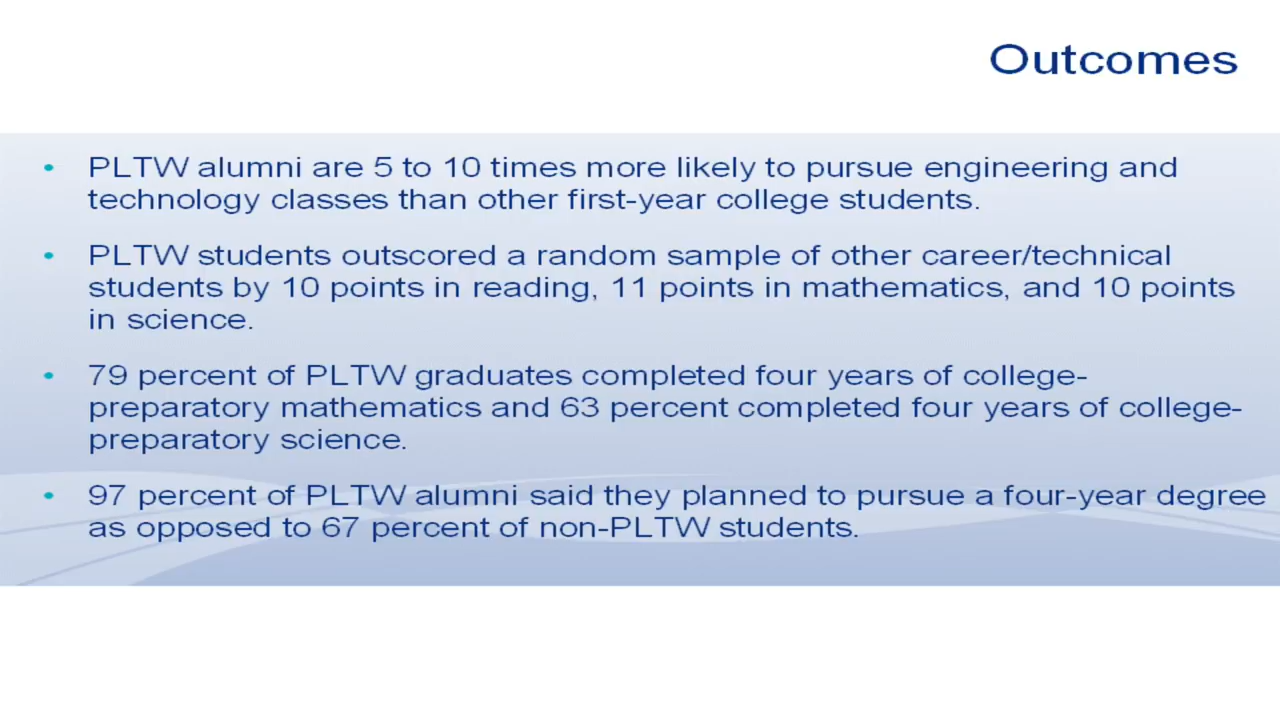 Outcomes
• PLTW alumni are 5 to 10 times more likely to pursue engineering and
technology classes than other first-year college students.
• PLTW students outscored a random sample of other career/technical
students by 10 points in reading, 11 points in mathematics, and 10 points
in science.
• 79 percent of PLTW graduates completed four years of college-
preparatory mathematics and 63 percent completed four years of college-
preparatory science.
• 97 percent of PLTW alumni said they planned to pursue a four-year degree
as opposed to 67 percent of non-PLTW students.